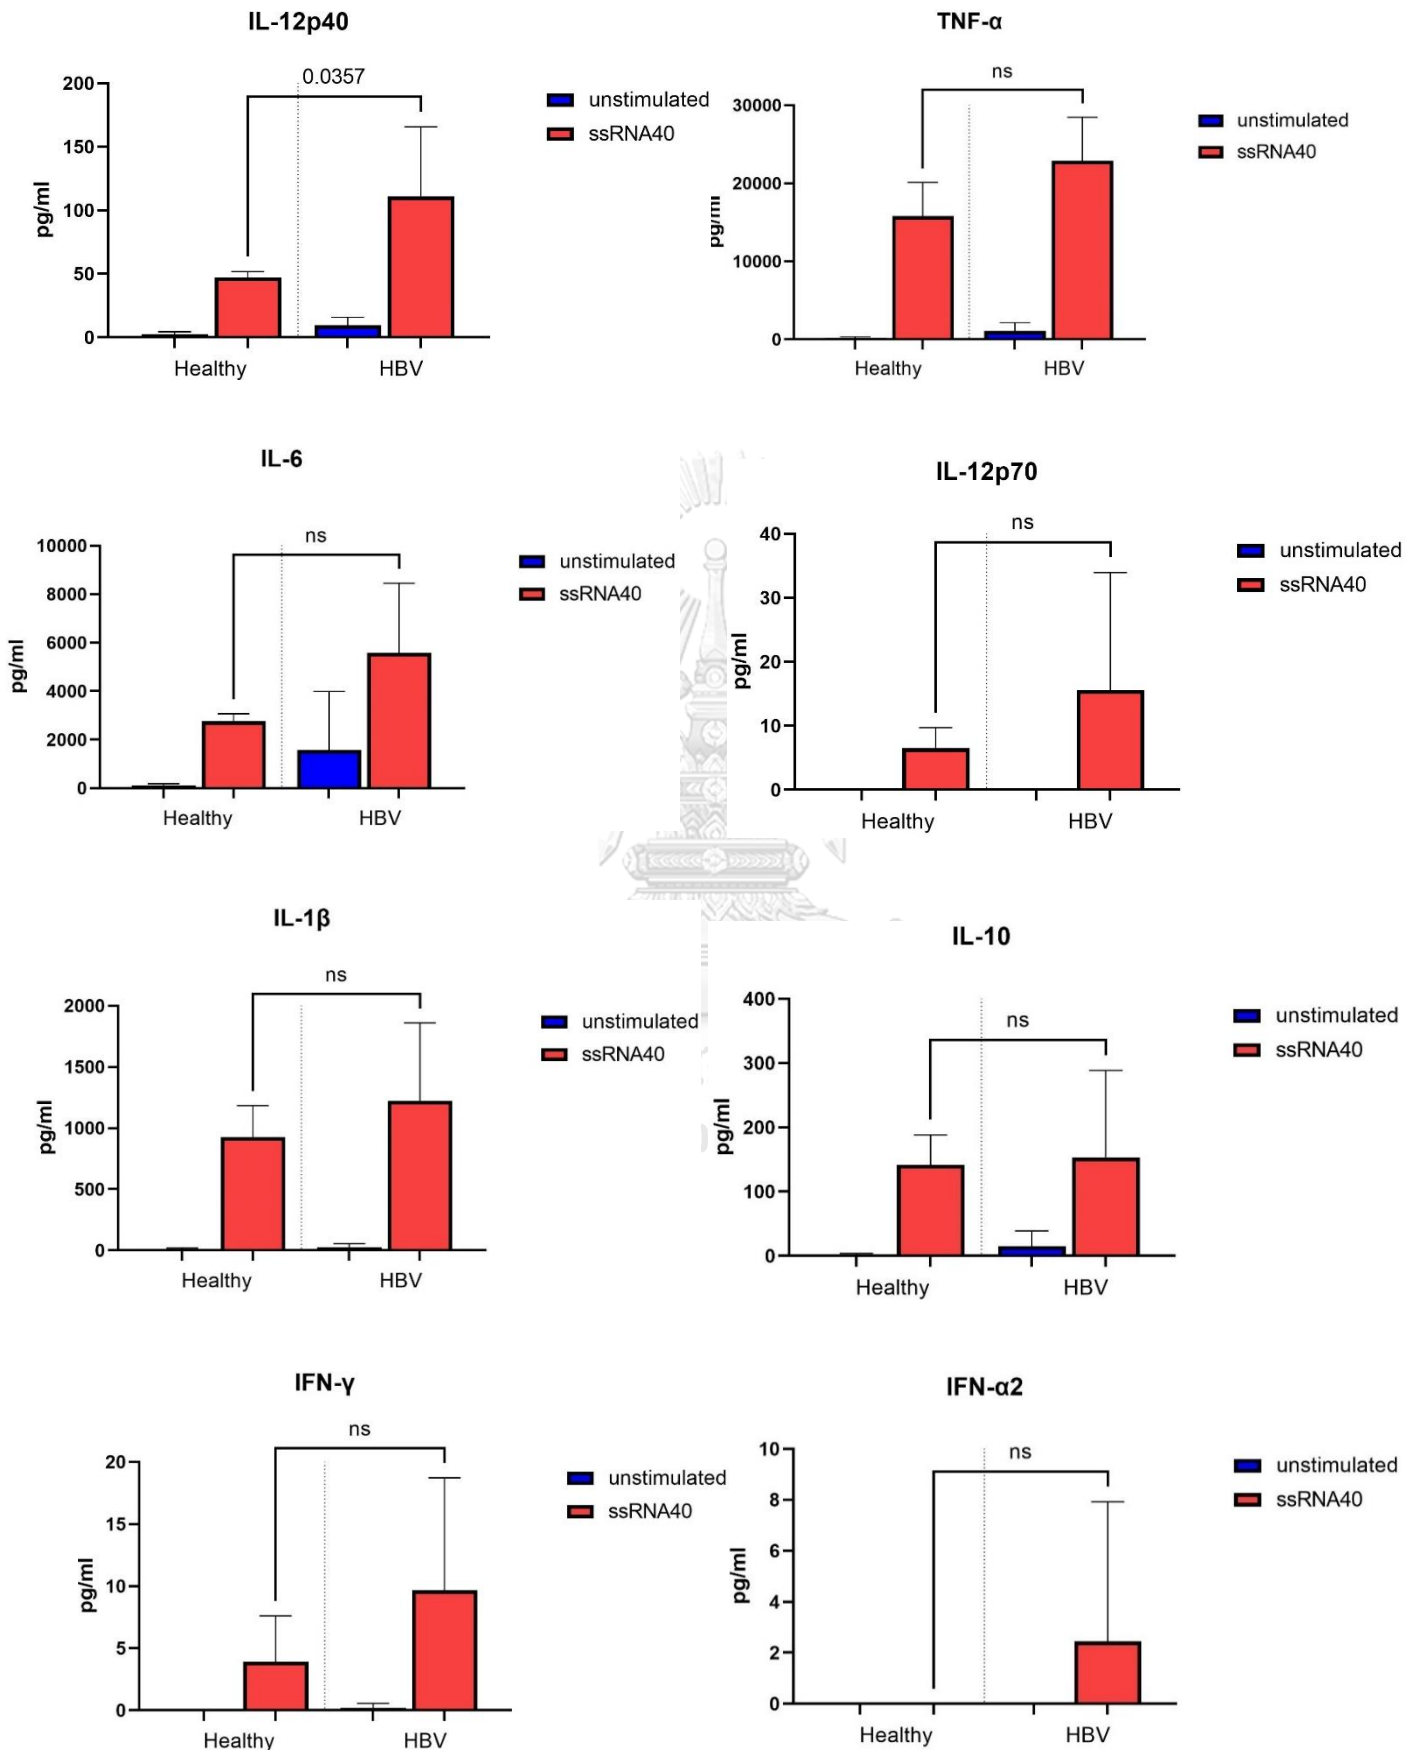 IL-12p40
0.0357
200
150
100
50
0
pg/ml
Healthy
HBV
unstimulated
ssRNA40
TNF-α
ns
30000
20000
10000
0
pg/ml
Healthy
HBV
unstimulated
ssRNA40
IL-6
ns
10000
8000
6000
4000
2000
0
pg/ml
Healthy
HBV
unstimulated
ssRNA40
IL-12p70
ns
40
30
20
10
0
pg/ml
Healthy
HBV
unstimulated
ssRNA40
IL-1β
ns
2000
1500
1000
500
0
pg/ml
Healthy
HBV
unstimulated
ssRNA40
IL-10
ns
400
300
200
100
0
pg/ml
Healthy
HBV
unstimulated
ssRNA40
IFN-γ
ns
20
15
10
5
0
pg/ml
Healthy
HBV
unstimulated
ssRNA40
IFN-α2
ns
10
8
6
4
2
0
pg/ml
Healthy
HBV
unstimulated
ssRNA40